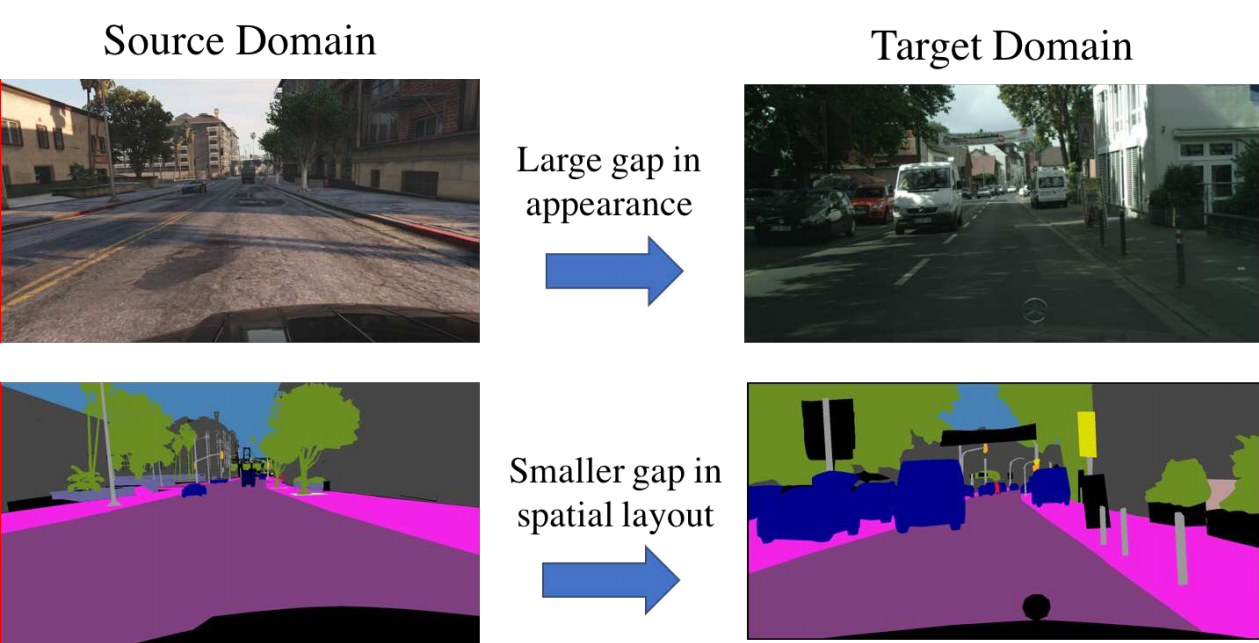 Source Domain
Target Domain
Large gap in
appearance
Smaller gap in
spatial layout